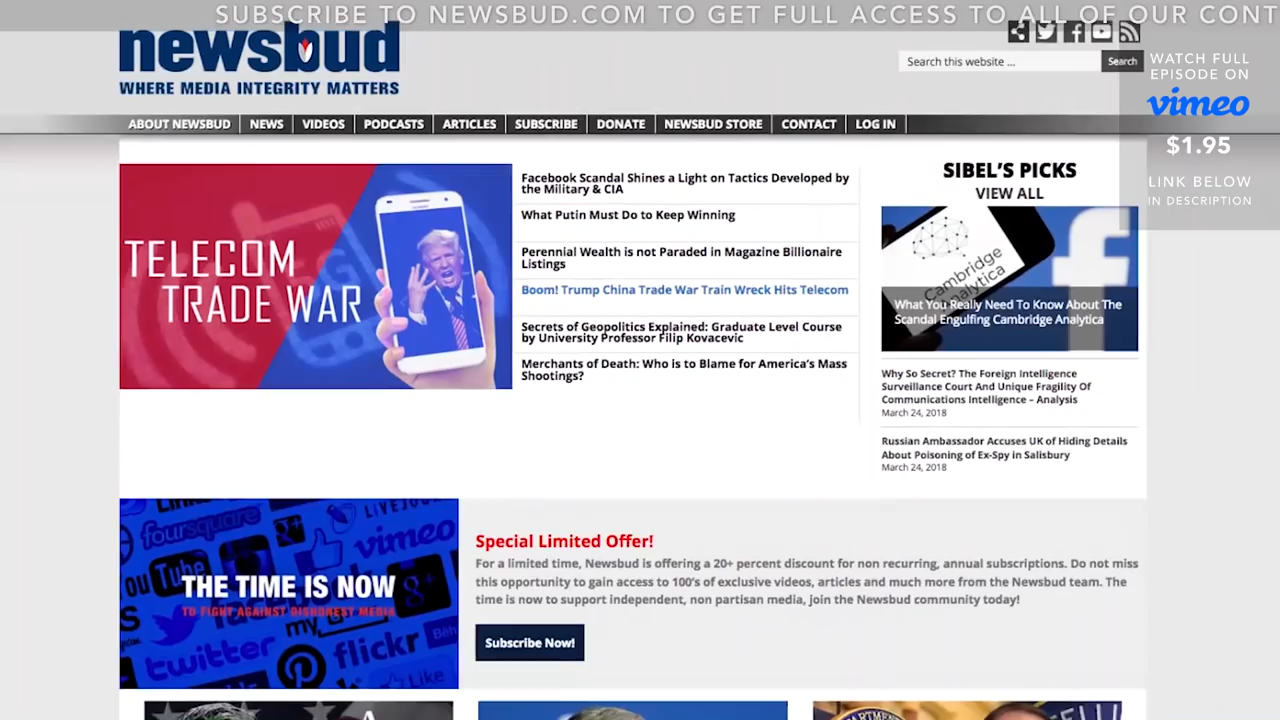 SUBSCRIBE TO NEWSBUD.COM TO GET FULL ACCESS TO ALL OF OUR CONT
newsbud
WHERE MEDIA INTEGRITY MATTERS
Search this website ...
Search
WATCH FULL
EPISODE ON
vimeo
$1.95
LINK BELOW
IN DESCRIPTION
ABOUT NEWSBUD
NEWS
VIDEOS
PODCASTS
ARTICLES
SUBSCRIBE
DONATE
NEWSBUD STORE
CONTACT
LOG IN
TELECOM
TRADE WAR
Facebook Scandal Shines a Light on Tactics Developed by
the Military & CIA
What Putin Must Do to Keep Winning
Perennial Wealth is not Paraded in Magazine Billionaire
Listings
Boom! Trump China Trade War Train Wreck Hits Telecom
Secrets of Geopolitics Explained: Graduate Level Course
by University Professor Filip Kovacevic
Merchants of Death: Who is to Blame for America's Mass
Shootings?
SIBEL'S PICKS
VIEW ALL
Cambridge
Analytica
What You Really Need To Know About The
Scandal Engulfing Cambridge Analytica
Why So Secret? The Foreign Intelligence
Surveillance Court And Unique Fragility Of
Communications Intelligence – Analysis
March 24, 2018
Russian Ambassador Accuses UK of Hiding Details
About Poisoning of Ex-Spy in Salisbury
March 24, 2018
foursquare
vimeo
THE TIME IS NOW
TO FIGHT AGAINST DISHONEST MEDIA
twitter
flickr
Like
Special Limited Offer!
For a limited time, Newsbud is offering a 20+ percent discount for non recurring, annual subscriptions. Do not miss
this opportunity to gain access to 100's of exclusive videos, articles and much more from the Newsbud team. The
time is now to support independent, non partisan media, join the Newsbud community today!
Subscribe Now!